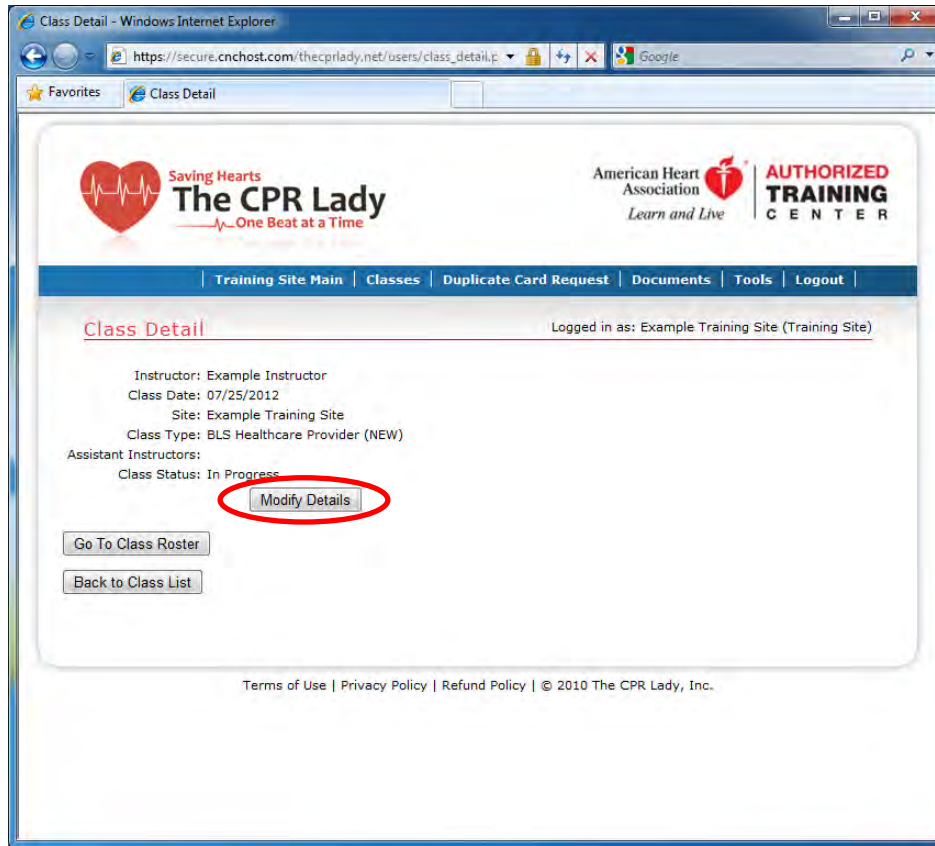 Class Detail - Windows Internet Explorer
https://secure.cnchost.com/thecprlady.net/users/class_detail.p
Google
Favorites
Class Detail
Saving Hearts
The CPR Lady
One Beat at a Time
American Heart Association
Learn and Live
AUTHORIZED
TRAINING
CENTER
| Training Site Main | Classes | Duplicate Card Request | Documents | Tools | Logout |
Class Detail
Logged in as: Example Training Site (Training Site)
Instructor: Example Instructor
Class Date: 07/25/2012
Site: Example Training Site
Class Type: BLS Healthcare Provider (NEW)
Assistant Instructors:
Class Status: In Progress
Modify Details
Go To Class Roster
Back to Class List
Terms of Use | Privacy Policy | Refund Policy | © 2010 The CPR Lady, Inc.